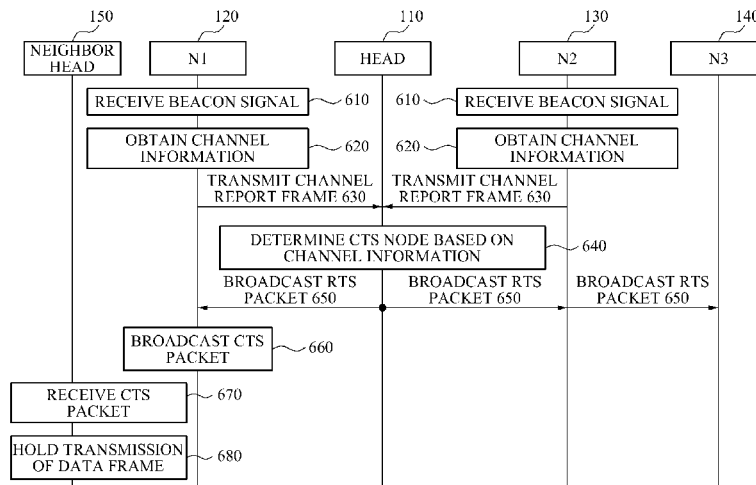 150
120
110
130
140
NEIGHBOR
HEAD
N1
HEAD
N2
N3
RECEIVE BEACON SIGNAL
610
610
RECEIVE BEACON SIGNAL
OBTAIN CHANNEL
INFORMATION
620
620
OBTAIN CHANNEL
INFORMATION
TRANSMIT CHANNEL
REPORT FRAME 630
TRANSMIT CHANNEL
REPORT FRAME 630
DETERMINE CTS NODE BASED ON
CHANNEL INFORMATION
640
BROADCAST RTS
PACKET 650
BROADCAST RTS
PACKET 650
BROADCAST RTS
PACKET 650
BROADCAST CTS
PACKET
660
RECEIVE CTS
PACKET
670
HOLD TRANSMISSION
OF DATA FRAME
680